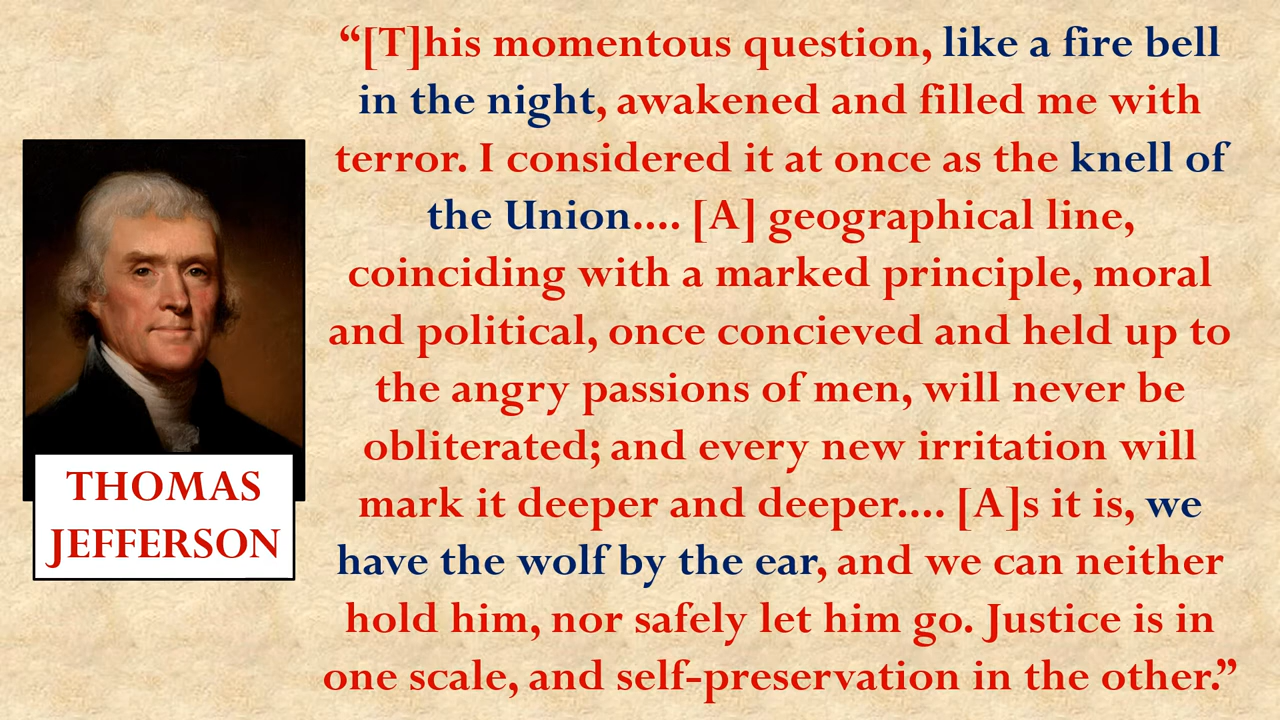 “[T]his momentous question, like a fire bell
in the night, awakened and filled me with
terror. I considered it at once as the knell of
the Union.... [A] geographical line,
coinciding with a marked principle, moral
and political, once concieved and held up to
the angry passions of men, will never be
obliterated; and every new irritation will
mark it deeper and deeper.... [A]s it is, we
have the wolf by the ear, and we can neither
hold him, nor safely let him go. Justice is in
one scale, and self-preservation in the other.”
THOMAS
JEFFERSON